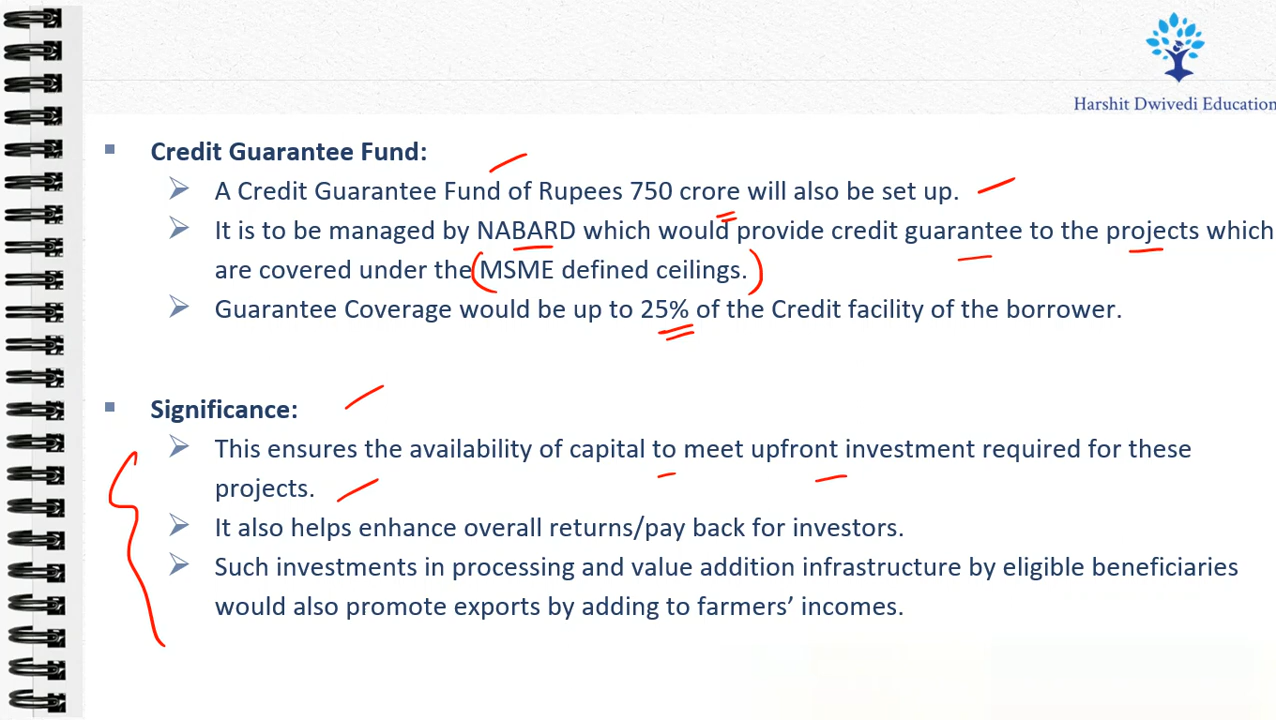 Harshit Dwivedi Education
Credit Guarantee Fund:
A Credit Guarantee Fund of Rupees 750 crore will also be set up.
It is to be managed by NABARD which would provide credit guarantee to the projects which
are covered under the MSME defined ceilings.
Guarantee Coverage would be up to 25% of the Credit facility of the borrower.
Significance:
This ensures the availability of capital to meet upfront investment required for these
projects.
It also helps enhance overall returns/pay back for investors.
Such investments in processing and value addition infrastructure by eligible beneficiaries
would also promote exports by adding to farmers’ incomes.